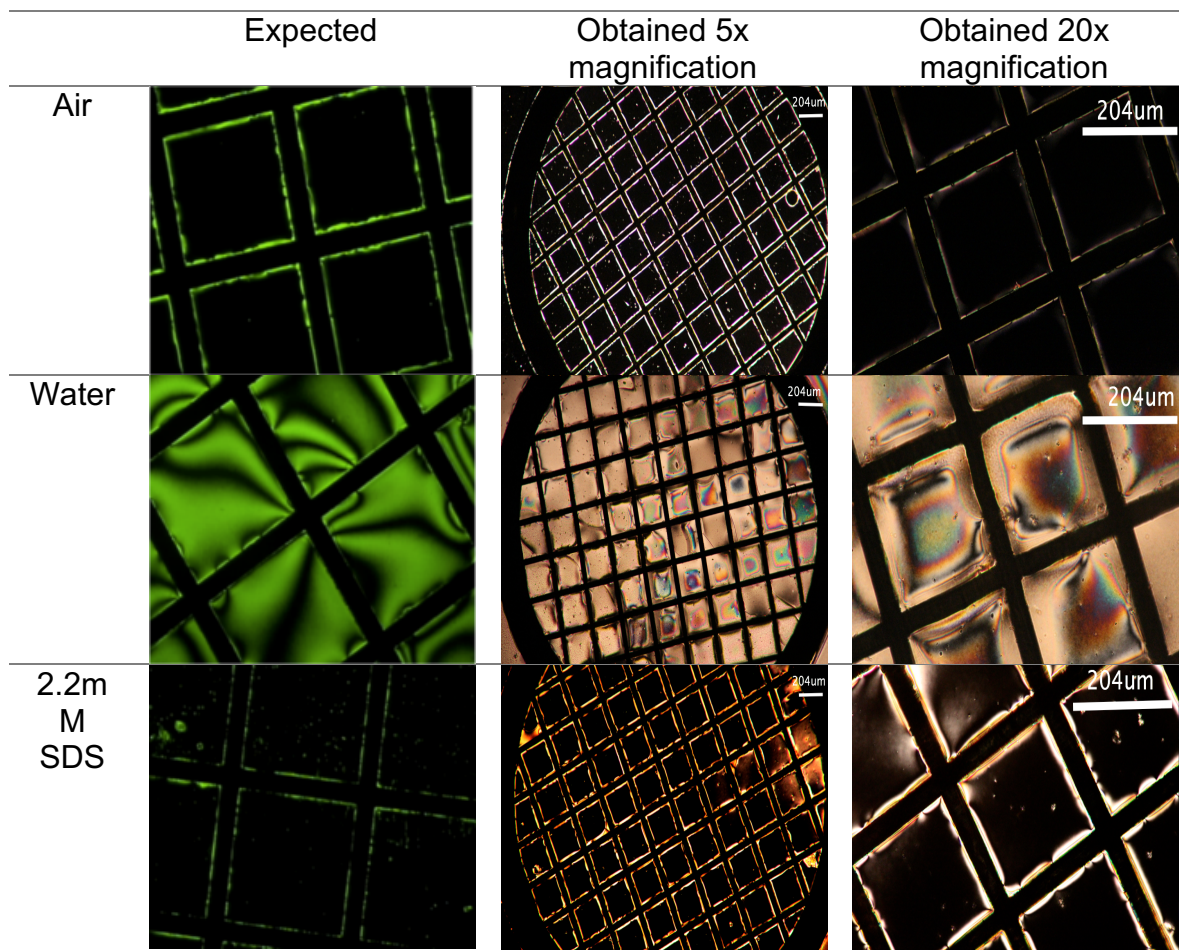 Expected
Obtained 5x
magnification
Obtained 20x
magnification
Air
204um
204um
Water
204um
204um
2.2m
M
SDS
204um
204um